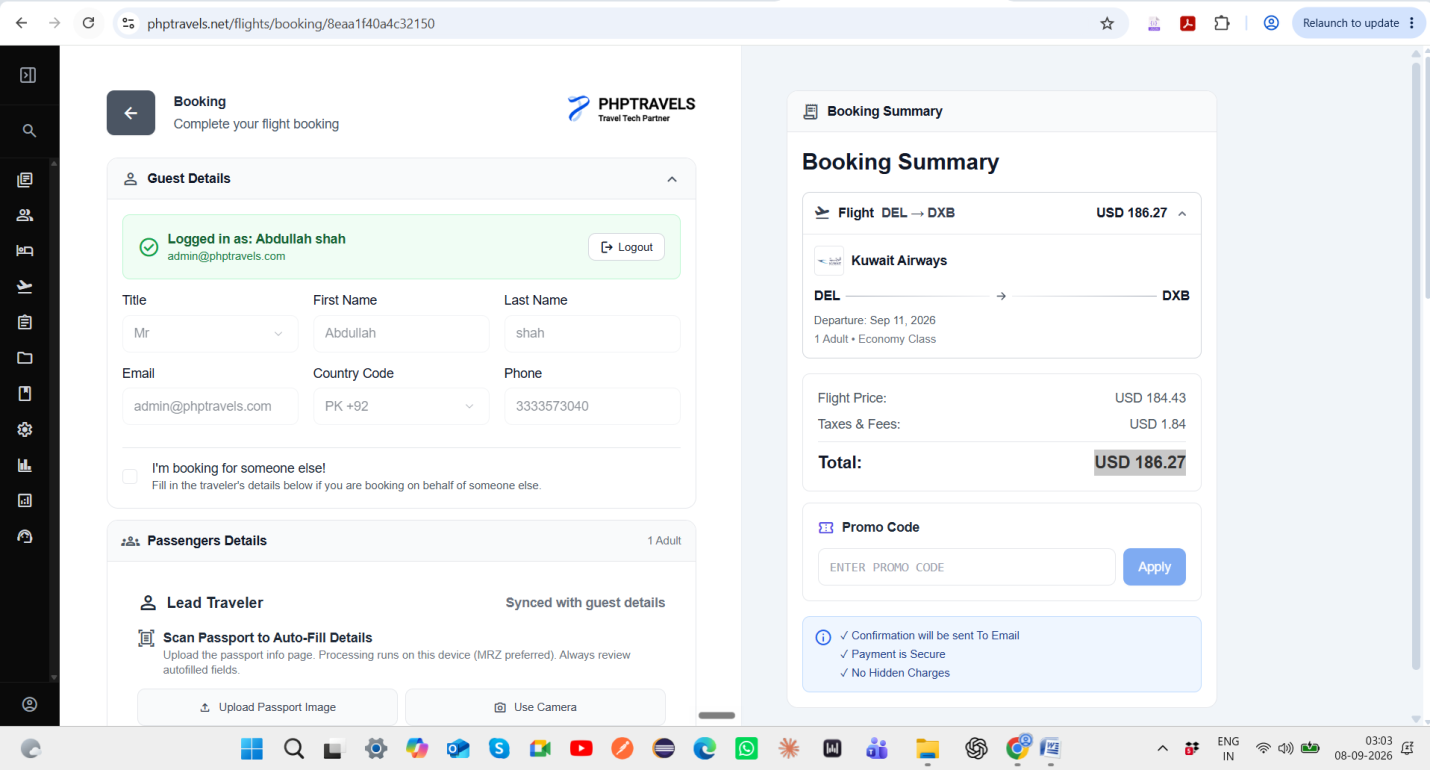 phptravels.net/flights/booking/8eaa1f40a4c32150
Relaunch to update
Booking
Complete your flight booking
PHPTRAVELS
Travel Tech Partner
Guest Details
Logged in as: Abdullah shah
admin@phptravels.com
Logout
Title
First Name
Last Name
Mr
Abdullah
shah
Email
Country Code
Phone
admin@phptravels.com
PK +92
3333573040
I'm booking for someone else!
Fill in the traveler's details below if you are booking on behalf of someone else.
Passengers Details
1 Adult
Lead Traveler
Synced with guest details
Scan Passport to Auto-Fill Details
Upload the passport info page. Processing runs on this device (MRZ preferred). Always review
autofilled fields.
Upload Passport Image
Use Camera
Booking Summary
Booking Summary
Flight DEL → DXB
USD 186.27
Kuwait Airways
DEL
DXB
Departure: Sep 11, 2026
1 Adult • Economy Class
Flight Price:
USD 184.43
Taxes & Fees:
USD 1.84
Total:
USD 186.27
Promo Code
ENTER PROMO CODE
Apply
✓ Confirmation will be sent To Email
✓ Payment is Secure
✓ No Hidden Charges
ENG
IN
03:03
08-09-2026